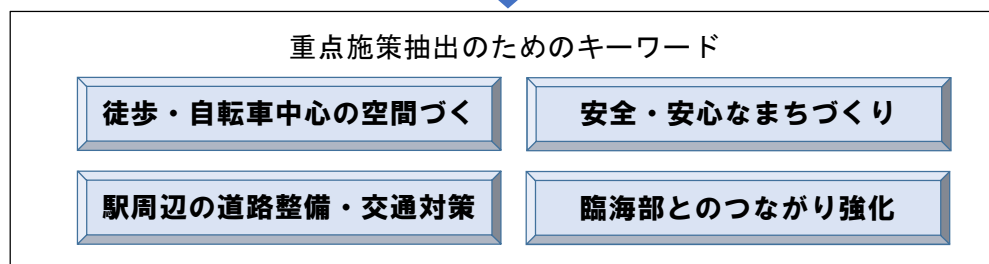 重点施策抽出のためのキーワード
徒歩・自転車中心の空間づく
安全・安心なまちづくり
駅周辺の道路整備・交通対策
臨海部とのつながり強化